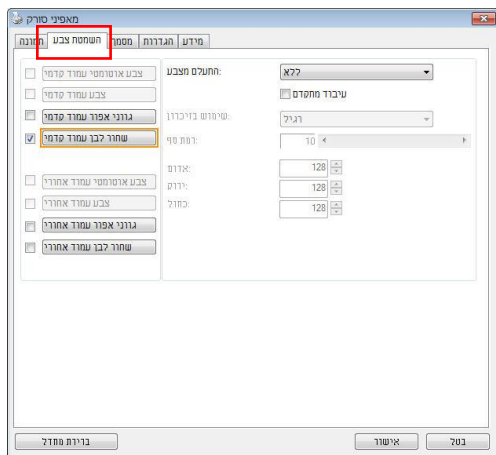 מאפיני סורק
תמונה השמטת צבע מסמך הגדרות מידע
צבע אוטומטי עמוד קדמי
צבע עמוד קדמי
גווני אפור עמוד קדמי
שחור לבן עמוד קדמי
צבע אוטומטי עמוד אחורי
צבע עמוד אחורי
גווני אפור עמוד אחורי
שחור לבן עמוד אחורי
התעלם מצבע: ללא
עיבוד מתקדם
שימוש בזיכרון: רגיל
רמת סף: 10
אדום: 128
ירוק: 128
כחול: 128
ברירת מחדל אישור בטל